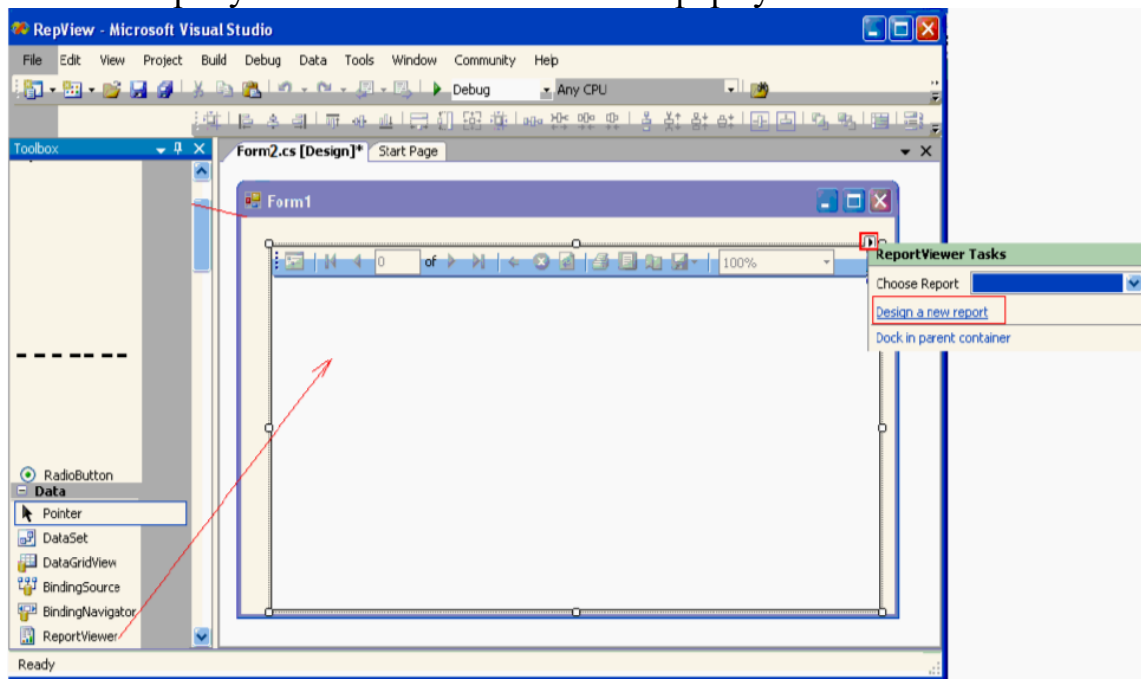 RepView - Microsoft Visual Studio
File Edit View Project Build Debug Data Tools Window Community Help
Debug Any CPU
Toolbox
Form2.cs [Design]* Start Page
Form1
0 of 100%
ReportViewer Tasks
Choose Report
Design a new report
Dock in parent container
RadioButton
Data
Pointer
DataSet
DataGridView
BindingSource
BindingNavigator
ReportViewer
Ready